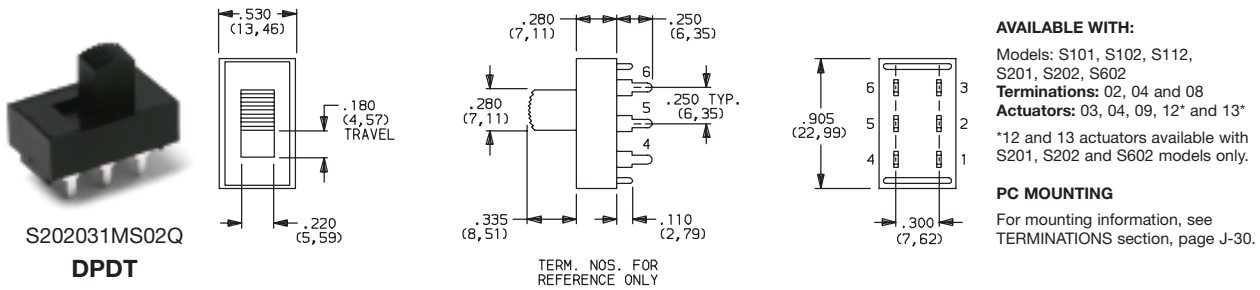 S202031MS02Q
DPDT
.530
(13,46)
.180
(4,57)
TRAVEL
.220
(5,59)
.280
(7,11)
.250
(6,35)
6
.280
(7,11)
5
.250 TYP.
(6,35)
4
.335
(8,51)
.110
(2,79)
TERM. NOS. FOR
REFERENCE ONLY
.905
(22,99)
6 3
5 2
4 1
.300
(7,62)
AVAILABLE WITH:
Models: S101, S102, S112,
S201, S202, S602
Terminations: 02, 04 and 08
Actuators: 03, 04, 09, 12* and 13*
*12 and 13 actuators available with
S201, S202 and S602 models only.
PC MOUNTING
For mounting information, see
TERMINATIONS section, page J-30.